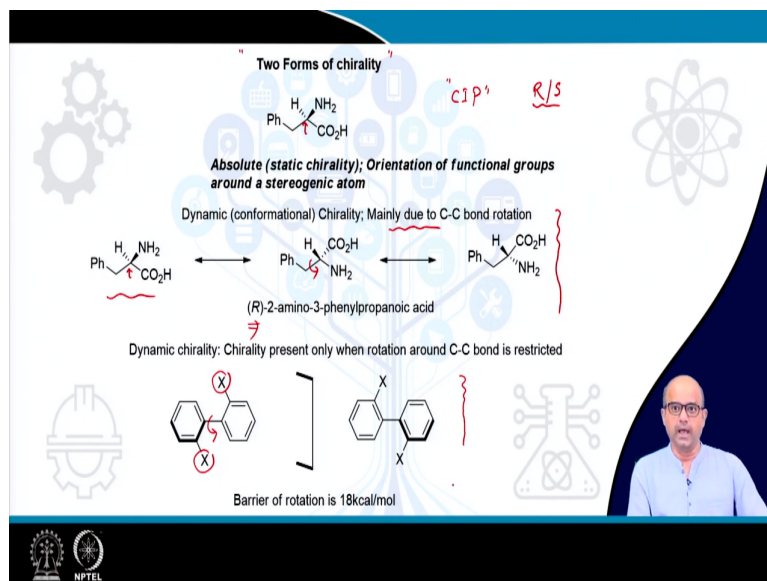 "Two Forms of chirality"
"CIP" R/S
H NH2
Ph CO2H
Absolute (static chirality); Orientation of functional groups
around a stereogenic atom
Dynamic (conformational) Chirality; Mainly due to C-C bond rotation
H NH2 H CO2H H CO2H
Ph CO2H Ph NH2 Ph NH2
(R)-2-amino-3-phenylpropanoic acid
Dynamic chirality: Chirality present only when rotation around C-C bond is restricted
X X
X X
Barrier of rotation is 18kcal/mol
NPTEL